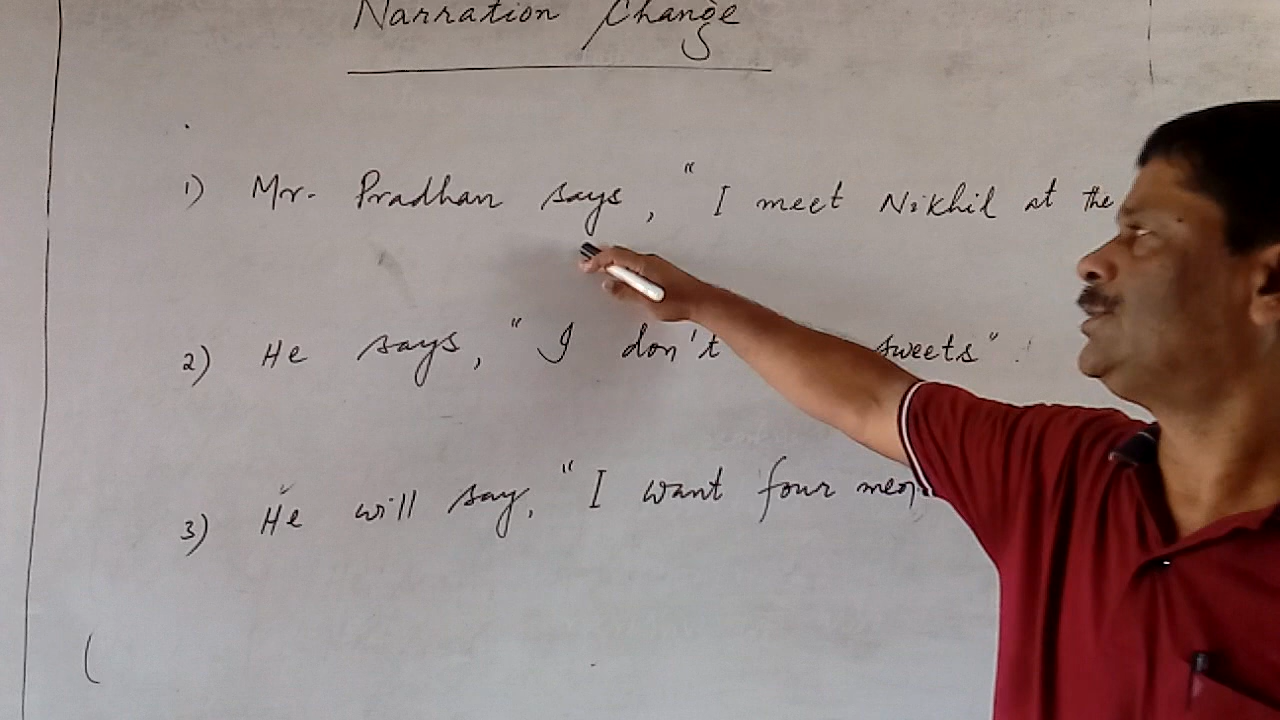 Narration Change
1) Mr. Pradhan says, "I meet Nikhil at the
2) He says, "I don't sweets".
3) He will say, "I want four men